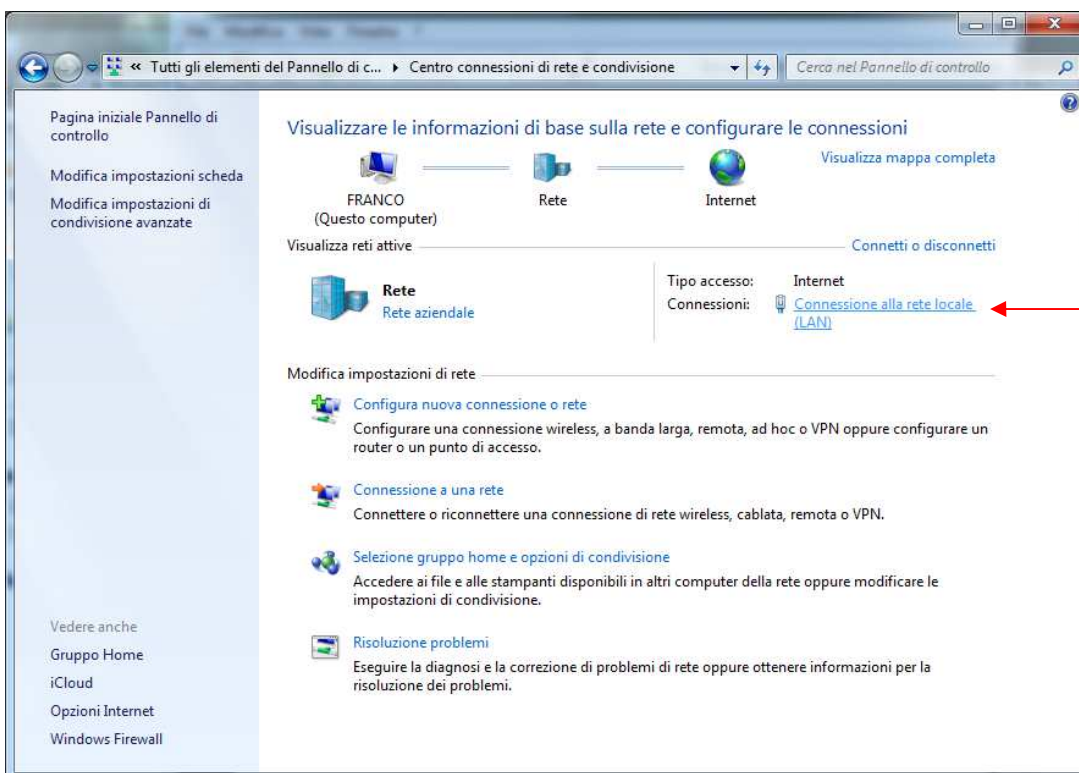 « Tutti gli elementi del Pannello di c... ▸ Centro connessioni di rete e condivisione
Cerca nel Pannello di controllo
Pagina iniziale Pannello di
controllo
Modifica impostazioni scheda
Modifica impostazioni di
condivisione avanzate
Visualizzare le informazioni di base sulla rete e configurare le connessioni
Visualizza mappa completa
FRANCO
(Questo computer)
Rete
Internet
Visualizza reti attive
Connetti o disconnetti
Rete
Rete aziendale
Tipo accesso: Internet
Connessioni: Connessione alla rete locale
(LAN)
Modifica impostazioni di rete
Configura nuova connessione o rete
Configurare una connessione wireless, a banda larga, remota, ad hoc o VPN oppure configurare un
router o un punto di accesso.
Connessione a una rete
Connettere o riconnettere una connessione di rete wireless, cablata, remota o VPN.
Selezione gruppo home e opzioni di condivisione
Accedere ai file e alle stampanti disponibili in altri computer della rete oppure modificare le
impostazioni di condivisione.
Risoluzione problemi
Eseguire la diagnosi e la correzione di problemi di rete oppure ottenere informazioni per la
risoluzione dei problemi.
Vedere anche
Gruppo Home
iCloud
Opzioni Internet
Windows Firewall